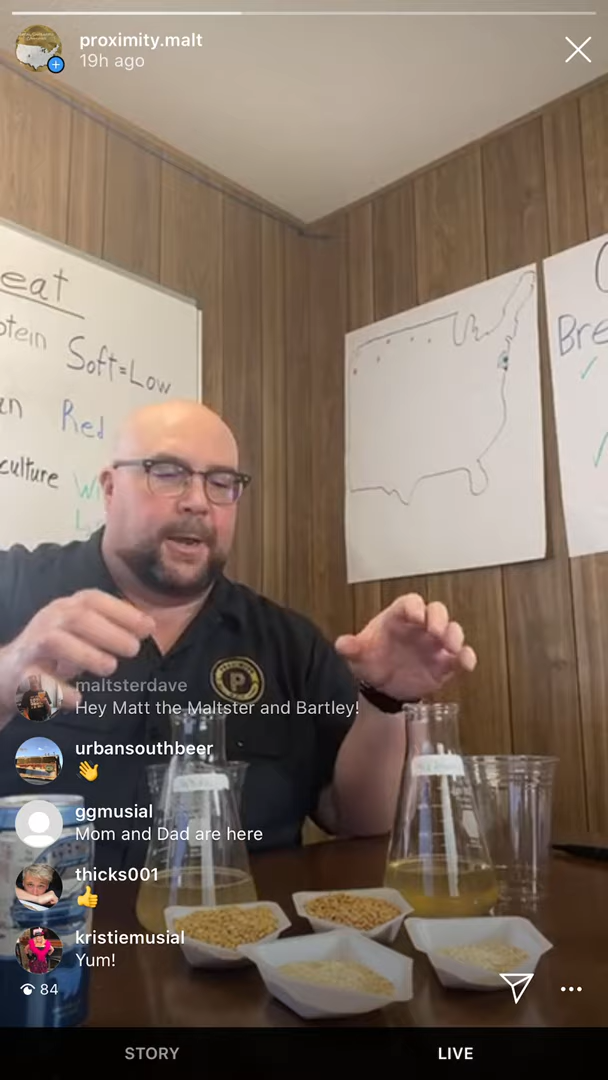 proximity.malt
19h ago
eat
otein Soft=Low
Red
culture
Bre
P
maltsterdave
Hey Matt the Maltster and Bartley!
urbansouthbeer
👋
ggmusial
Mom and Dad are here
thicks001
👍
kristiemusial
Yum!
84
STORY
LIVE